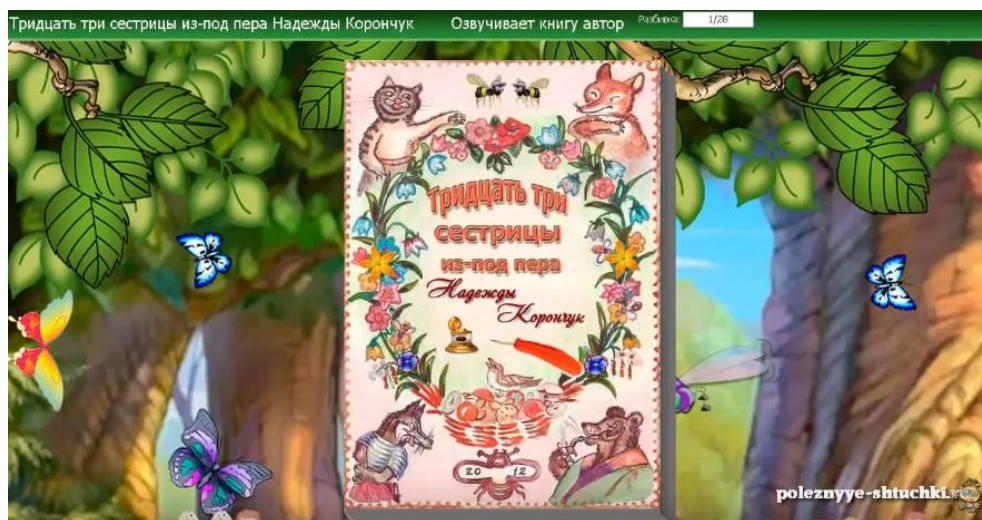 Тридцать три сестрицы из-под пера Надежды Корончук
Озвучивает книгу автор
Разбивка:
1/28
Тридцать три
сестрицы
из-под пера
Надежды
Корончук
20 12
poleznyye-shtuchki.